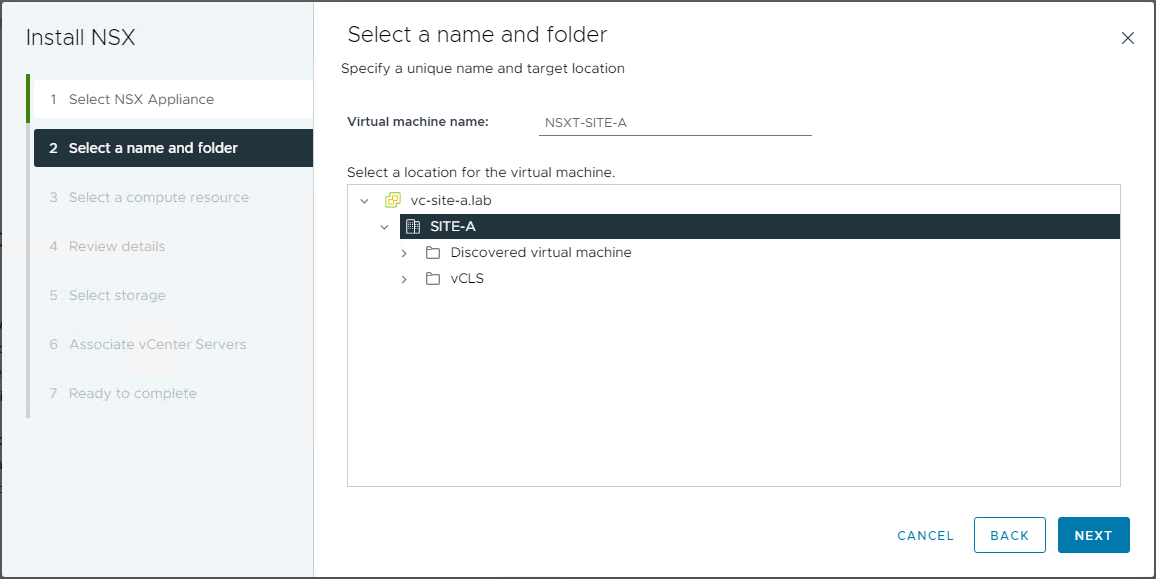 Install NSX
1 Select NSX Appliance
2 Select a name and folder
3 Select a compute resource
4 Review details
5 Select storage
6 Associate vCenter Servers
7 Ready to complete
Select a name and folder
Specify a unique name and target location
Virtual machine name: NSXT-SITE-A
Select a location for the virtual machine.
vc-site-a.lab
SITE-A
Discovered virtual machine
vCLS
CANCEL BACK NEXT